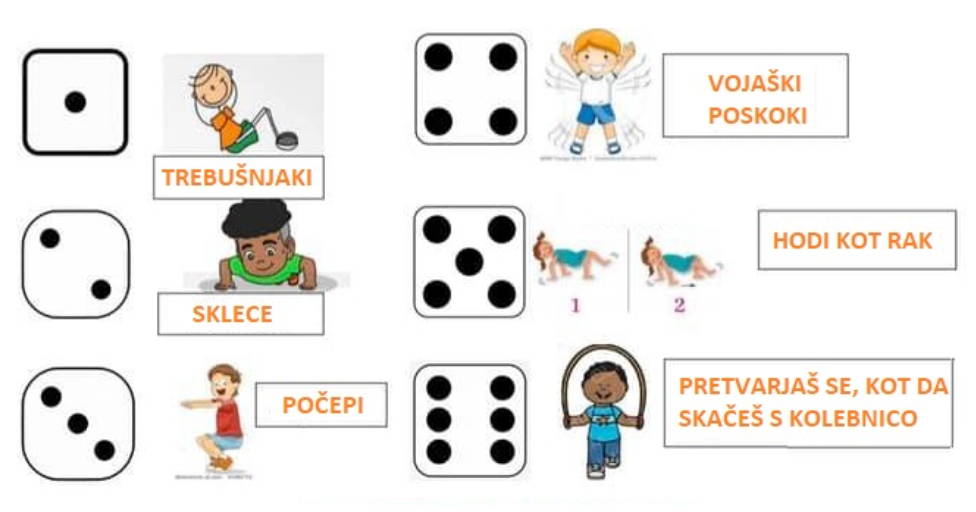 TREBUŠNJAKI
SKLECE
POČEPI
VOJAŠKI
POSKOKI
HODI KOT RAK
1
2
PRETVARJAŠ SE, KOT DA
SKAČEŠ S KOLEBNICO